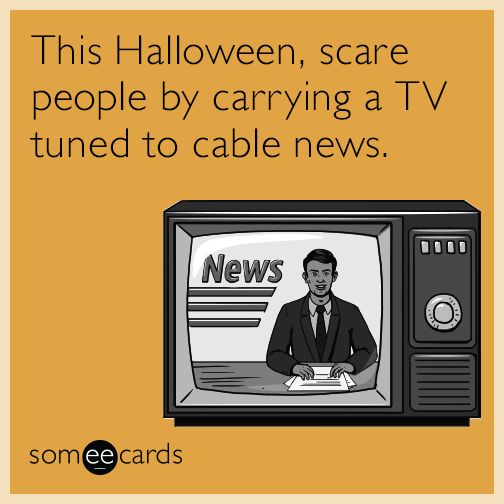 This Halloween, scare
people by carrying a TV
tuned to cable news.
News
someecards